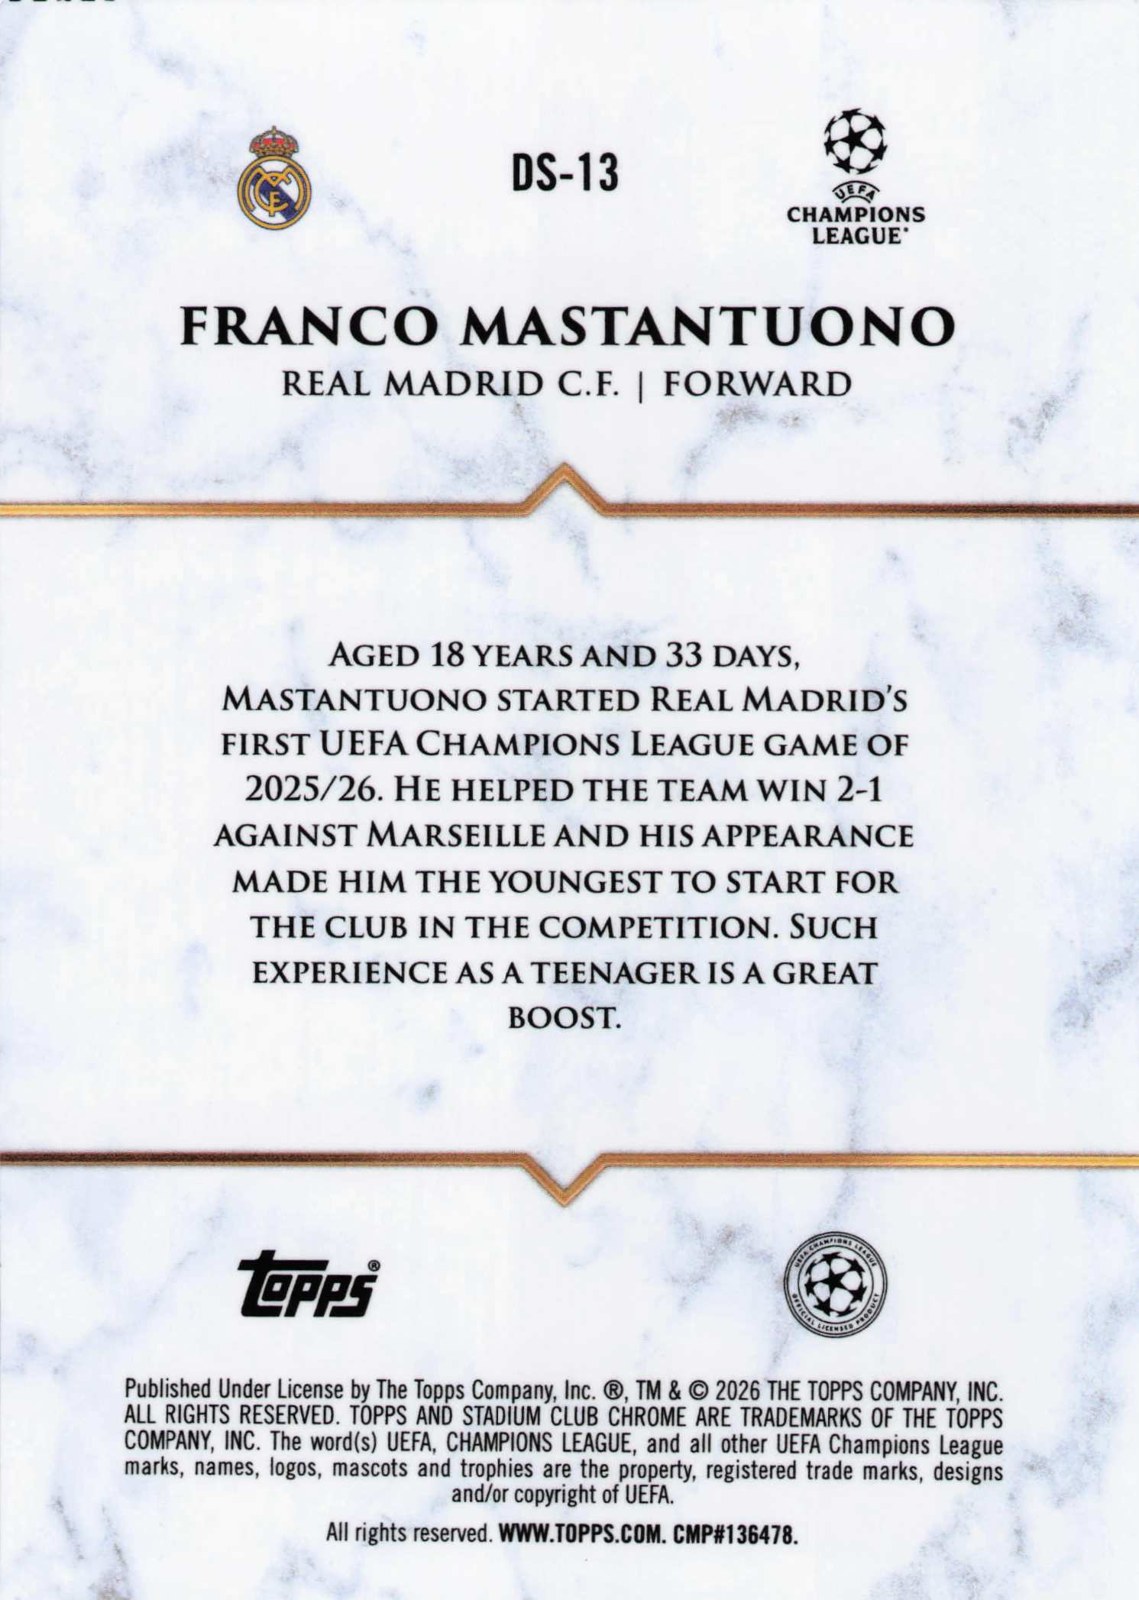 DS-13
UEFA
CHAMPIONS
LEAGUE
FRANCO MASTANTUONO
REAL MADRID C.F. | FORWARD
AGED 18 YEARS AND 33 DAYS,
MASTANTUONO STARTED REAL MADRID'S
FIRST UEFA CHAMPIONS LEAGUE GAME OF
2025/26. HE HELPED THE TEAM WIN 2-1
AGAINST MARSEILLE AND HIS APPEARANCE
MADE HIM THE YOUNGEST TO START FOR
THE CLUB IN THE COMPETITION. SUCH
EXPERIENCE AS A TEENAGER IS A GREAT
BOOST.
topps®
UEFA CHAMPIONS LEAGUE
OFFICIAL LICENSED PRODUCT
Published Under License by The Topps Company, Inc. ®, TM & © 2026 THE TOPPS COMPANY, INC.
ALL RIGHTS RESERVED. TOPPS AND STADIUM CLUB CHROME ARE TRADEMARKS OF THE TOPPS
COMPANY, INC. The word(s) UEFA, CHAMPIONS LEAGUE, and all other UEFA Champions League
marks, names, logos, mascots and trophies are the property, registered trade marks, designs
and/or copyright of UEFA.
All rights reserved. WWW.TOPPS.COM. CMP#136478.